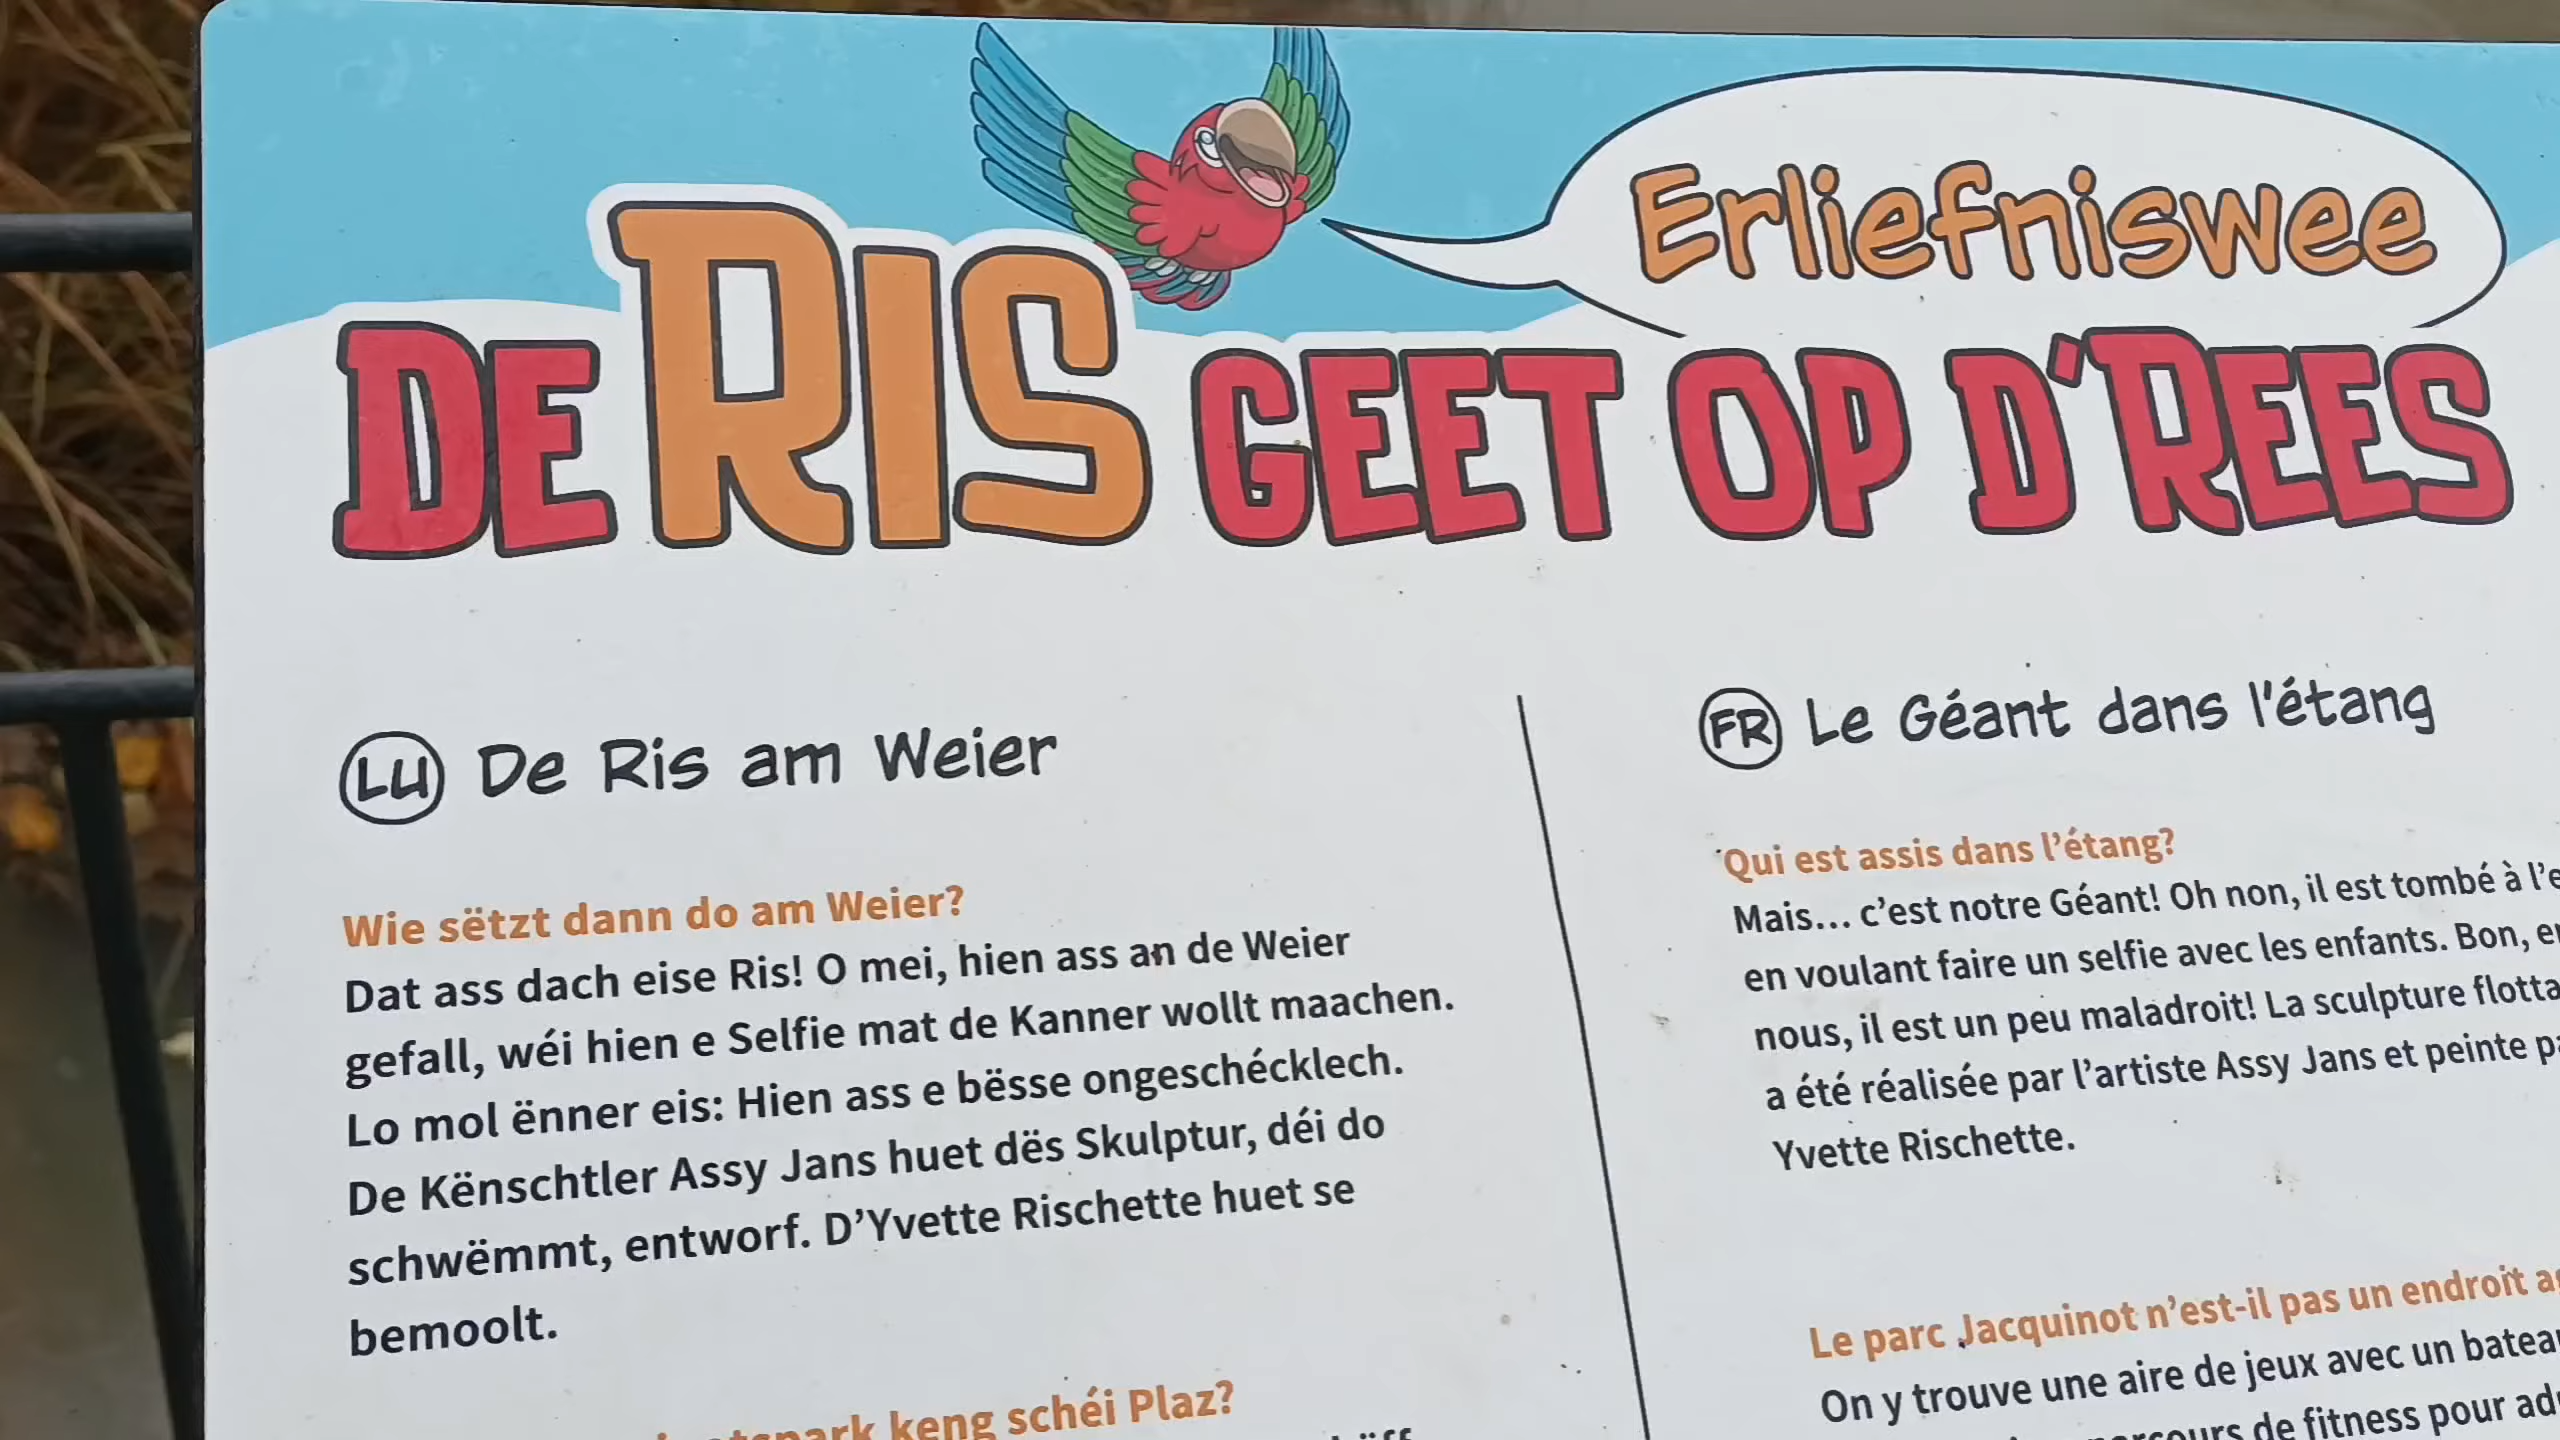 Erliefniswee
DE RIS GEET OP D'REES
LU De Ris am Weier
Wie sëtzt dann do am Weier?
Dat ass dach eise Ris! O mei, hien ass an de Weier
gefall, wéi hien e Selfie mat de Kanner wollt maachen.
Lo mol ënner eis: Hien ass e bësse ongeschécklech.
De Kënschtler Assy Jans huet dës Skulptur, déi do
schwëmmt, entworf. D’Yvette Rischette huet se
bemoolt.
keng schéi Plaz?
FR Le Géant dans l'étang
Qui est assis dans l’étang?
Mais... c’est notre Géant! Oh non, il est tombé à
en voulant faire un selfie avec les enfants. Bon,
nous, il est un peu maladroit! La sculpture
a été réalisée par l’artiste Assy Jans et peinte
Yvette Rischette.
Le parc Jacquinot n’est-il pas un endroit
On y trouve une aire de jeux avec un
de fitness pour